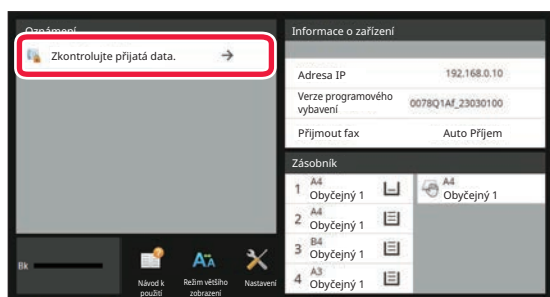 Oznámení
Zkontrolujte přijatá data.
Informace o zařízení
Adresa IP 192.168.0.10
Verze programového
vybavení 0078Q1Af_23030100
Přijmout fax Auto Příjem
Zásobník
1 A4
Obyčejný 1
A4
Obyčejný 1
2 A4
Obyčejný 1
3 B4
Obyčejný 1
4 A3
Obyčejný 1
Bk
Návod k
použití
Režim většího
zobrazení
Nastavení